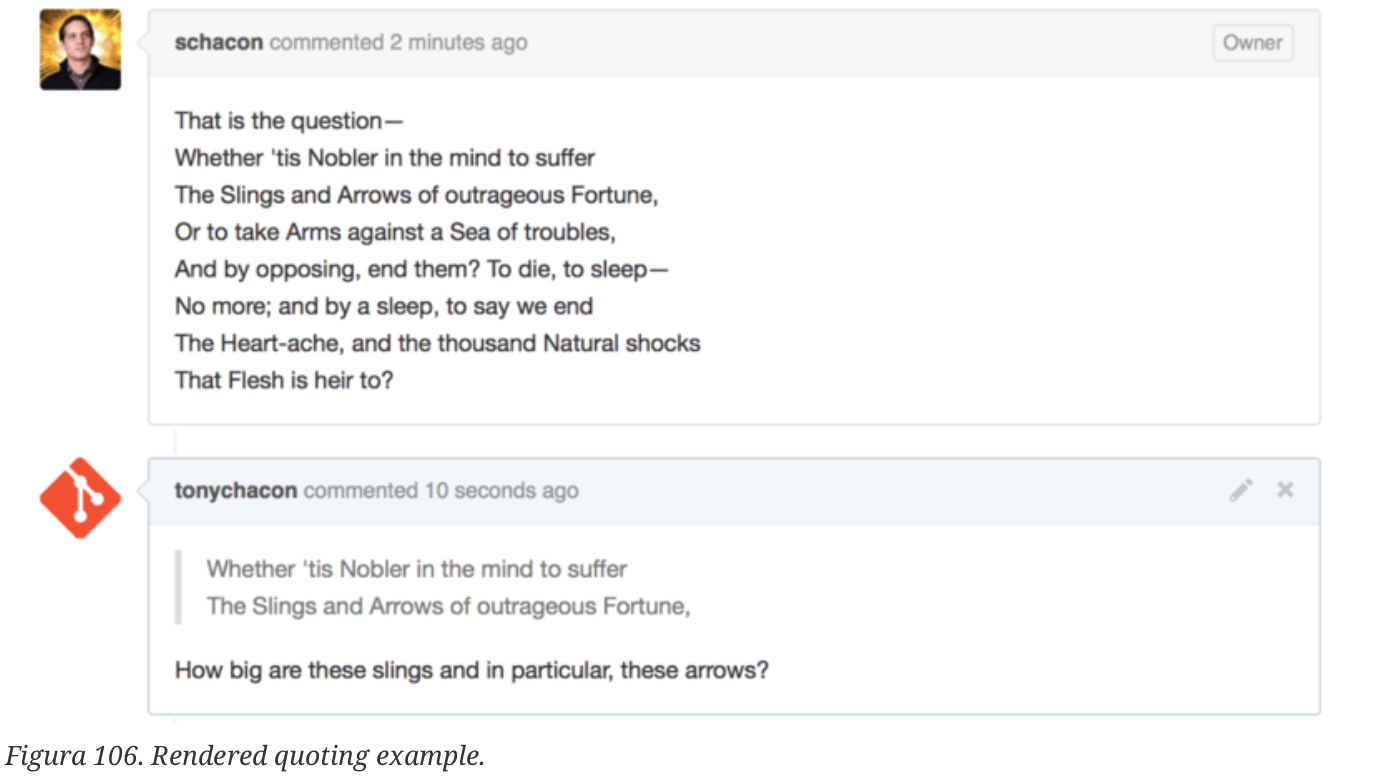 schacon commented 2 minutes ago
Owner
That is the question—
Whether 'tis Nobler in the mind to suffer
The Slings and Arrows of outrageous Fortune,
Or to take Arms against a Sea of troubles,
And by opposing, end them? To die, to sleep—
No more; and by a sleep, to say we end
The Heart-ache, and the thousand Natural shocks
That Flesh is heir to?
tonychacon commented 10 seconds ago
Whether 'tis Nobler in the mind to suffer
The Slings and Arrows of outrageous Fortune,
How big are these slings and in particular, these arrows?
Figura 106. Rendered quoting example.